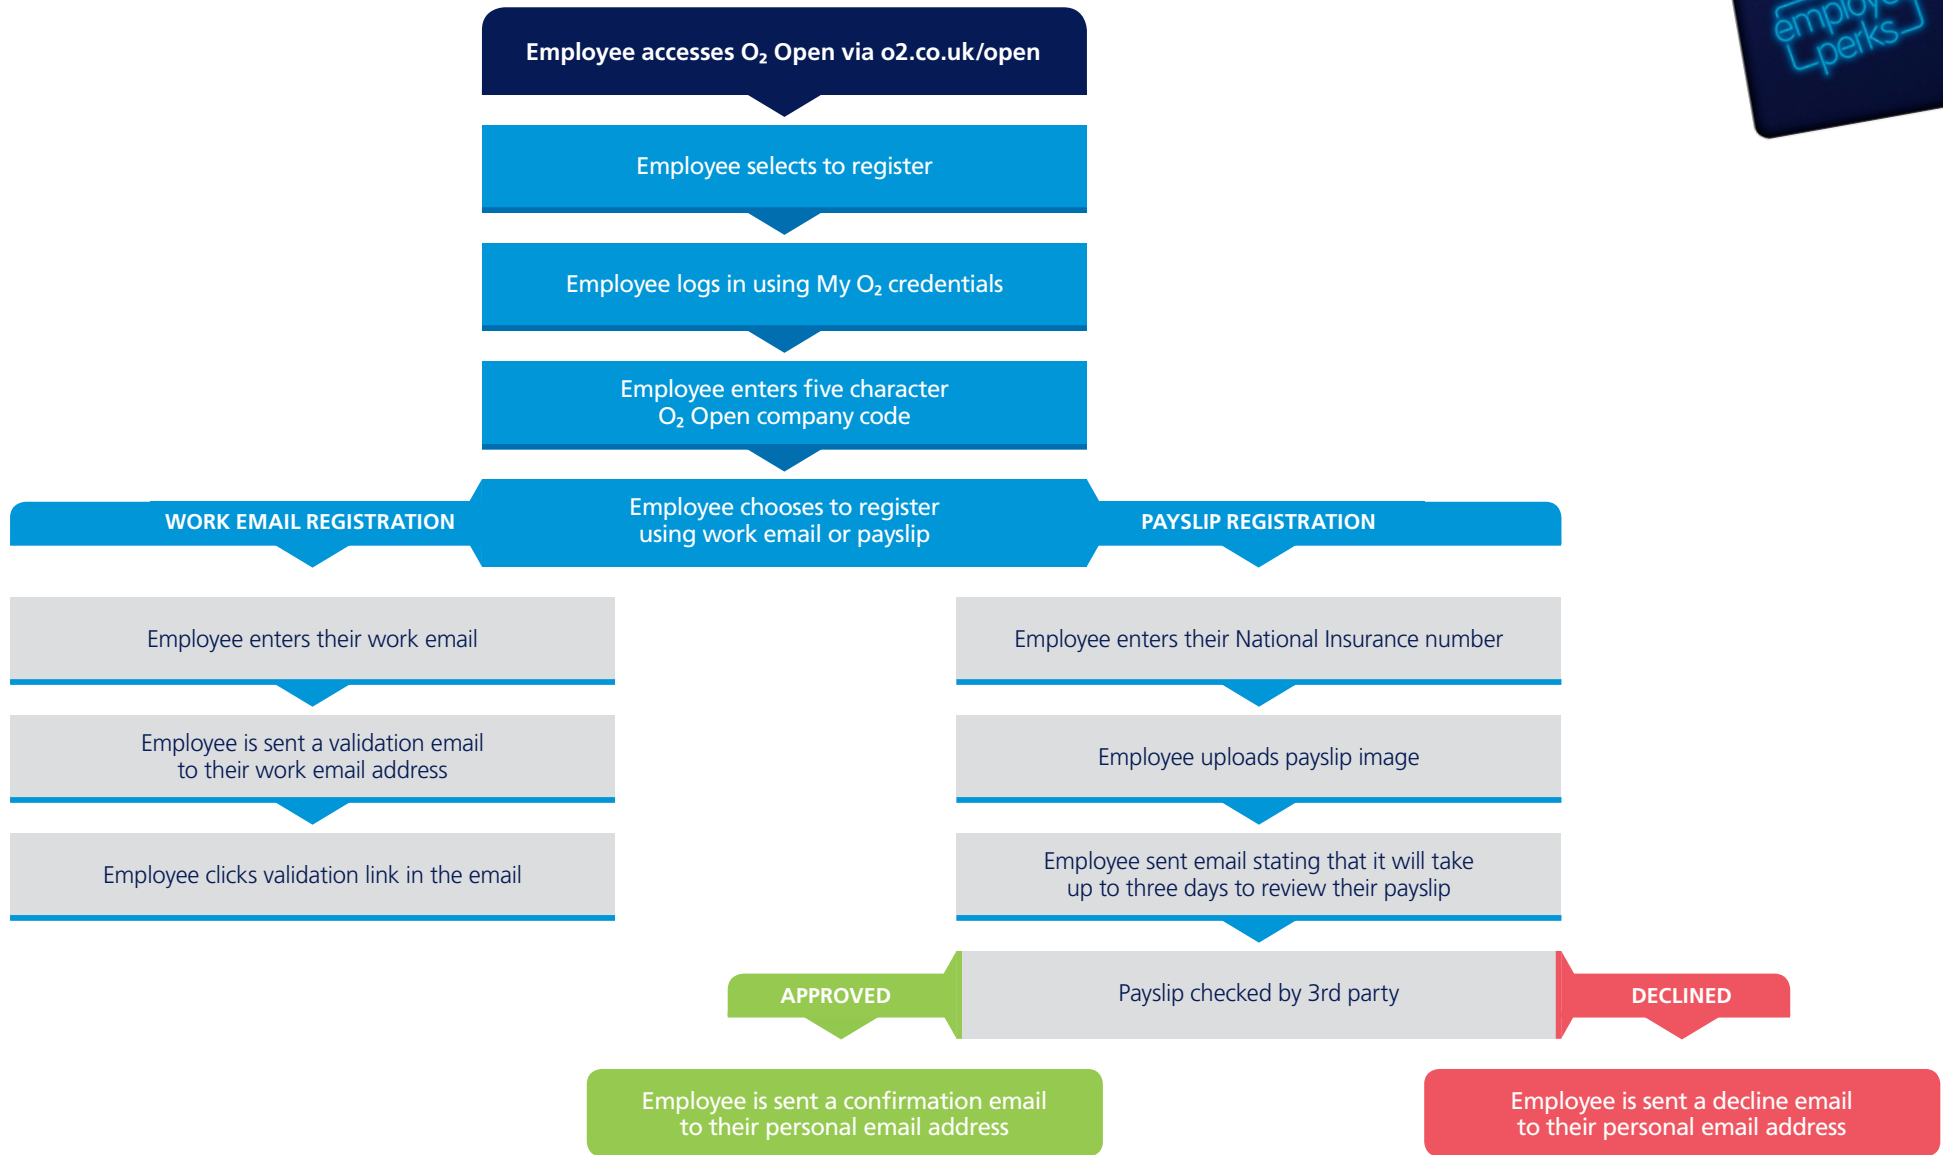 employe
perks
Employee accesses O₂ Open via o2.co.uk/open
Employee selects to register
Employee logs in using My O₂ credentials
Employee enters five character
O₂ Open company code
Employee chooses to register
using work email or payslip
WORK EMAIL REGISTRATION
Employee enters their work email
Employee is sent a validation email
to their work email address
Employee clicks validation link in the email
PAYSLIP REGISTRATION
Employee enters their National Insurance number
Employee uploads payslip image
Employee sent email stating that it will take
up to three days to review their payslip
Payslip checked by 3rd party
APPROVED
Employee is sent a confirmation email
to their personal email address
DECLINED
Employee is sent a decline email
to their personal email address